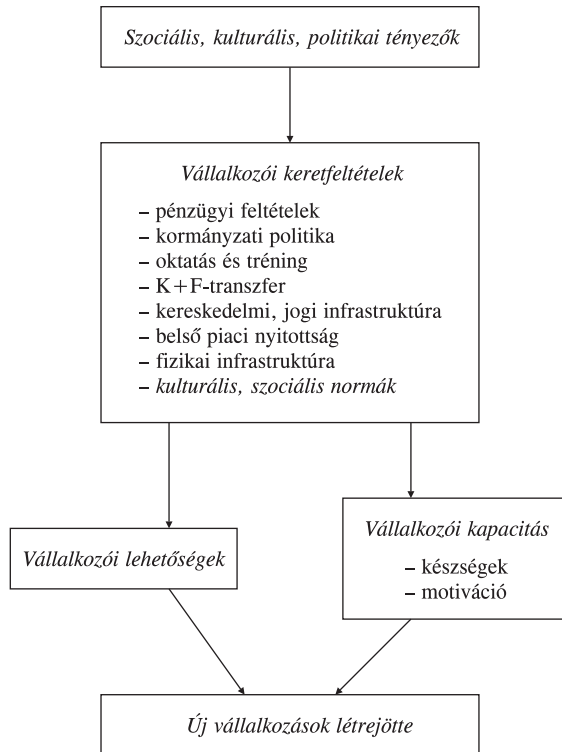 Szociális, kulturális, politikai tényezők
Vállalkozói keretfeltételek
– pénzügyi feltételek
– kormányzati politika
– oktatás és tréning
– K+F-transzfer
– kereskedelmi, jogi infrastruktúra
– belső piaci nyitottság
– fizikai infrastruktúra
– kulturális, szociális normák
Vállalkozói lehetőségek
Vállalkozói kapacitás
– készségek
– motiváció
Új vállalkozások létrejötte